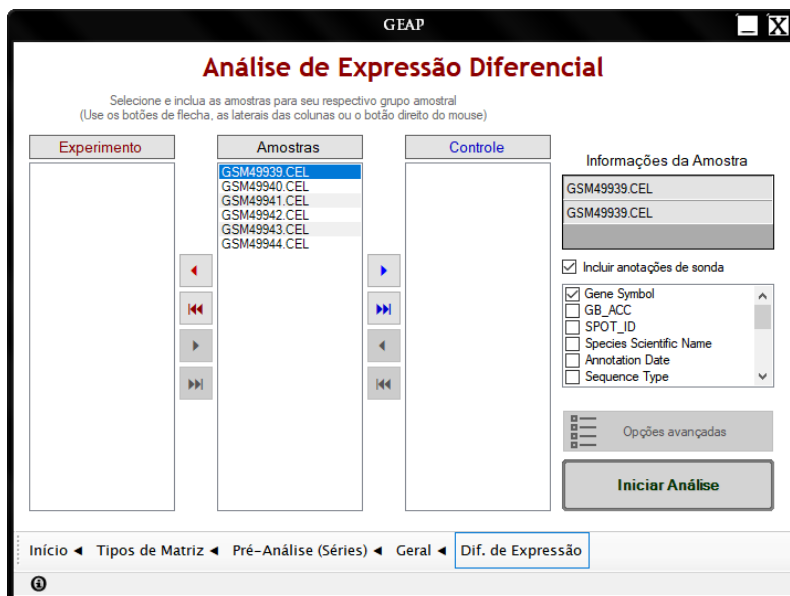 GEAP
Análise de Expressão Diferencial
Selecione e inclua as amostras para seu respectivo grupo amostral
(Use os botões de flecha, as laterais das colunas ou o botão direito do mouse)
Experimento
Amostras
GSM49939.CEL
GSM49940.CEL
GSM49941.CEL
GSM49942.CEL
GSM49943.CEL
GSM49944.CEL
Controle
Informações da Amostra
GSM49939.CEL
GSM49939.CEL
Incluir anotações de sonda
Gene Symbol
GB_ACC
SPOT_ID
Species Scientific Name
Annotation Date
Sequence Type
Opções avançadas
Iniciar Análise
Início ◄ Tipos de Matriz ◄ Pré-Análise (Séries) ◄ Geral ◄ Dif. de Expressão